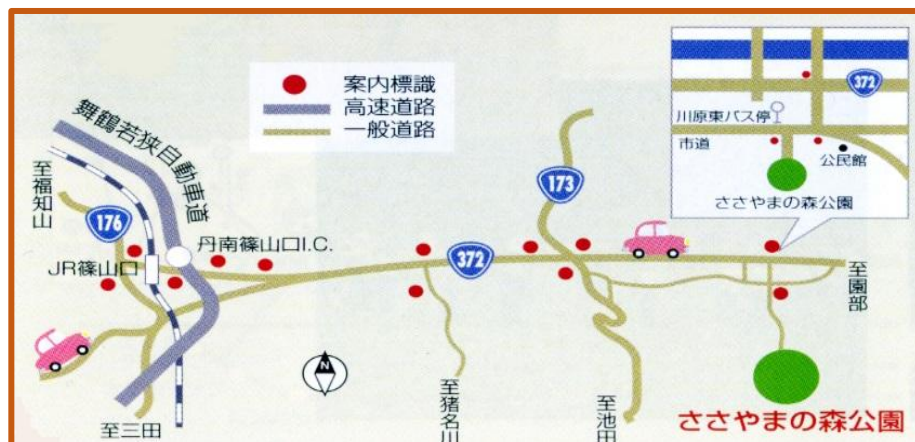 案内標識
高速道路
一般道路
舞鶴若狭自動車道
至福知山
176
JR篠山口
丹南篠山口I.C.
372
173
372
川原東バス停
市道
公民館
ささやまの森公園
至園部
N
至三田
至猪名川
至池田
ささやまの森公園